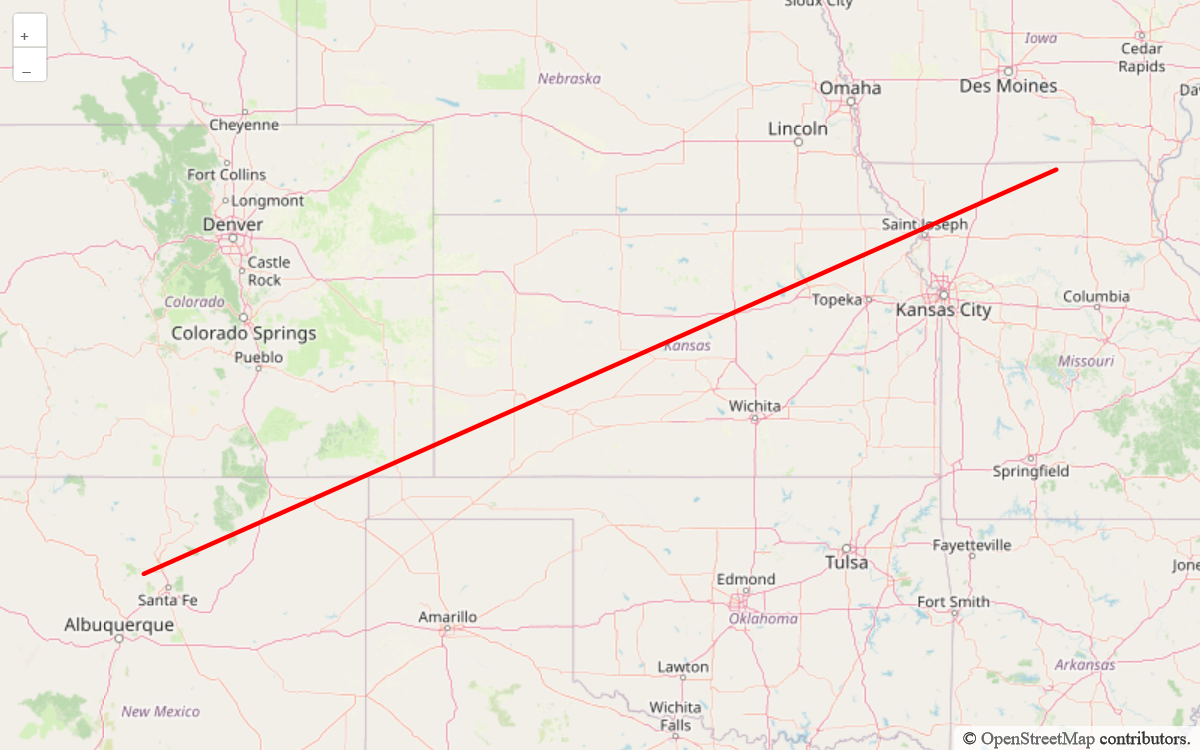 Sioux City
+
Iowa
Cedar
Rapids
–
Nebraska
Omaha
Des Moines
Cheyenne
Lincoln
Fort Collins
Longmont
Denver
Saint Joseph
Castle
Rock
Colorado
Topeka
Kansas City
Columbia
Colorado Springs
Kansas
Pueblo
Missouri
Wichita
Springfield
Fayetteville
Tulsa
Edmond
Santa Fe
Fort Smith
Amarillo
Oklahoma
Albuquerque
Lawton
Arkansas
New Mexico
Wichita
Falls
© OpenStreetMap contributors.